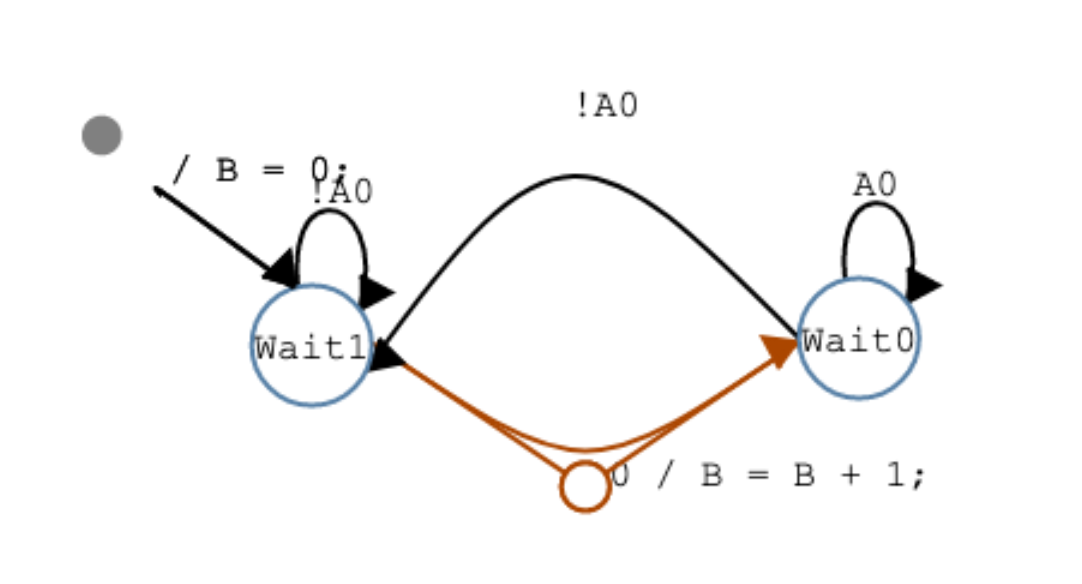 !A0
/ B = 0;
!A0
A0
Wait1
Wait0
0 / B = B + 1;